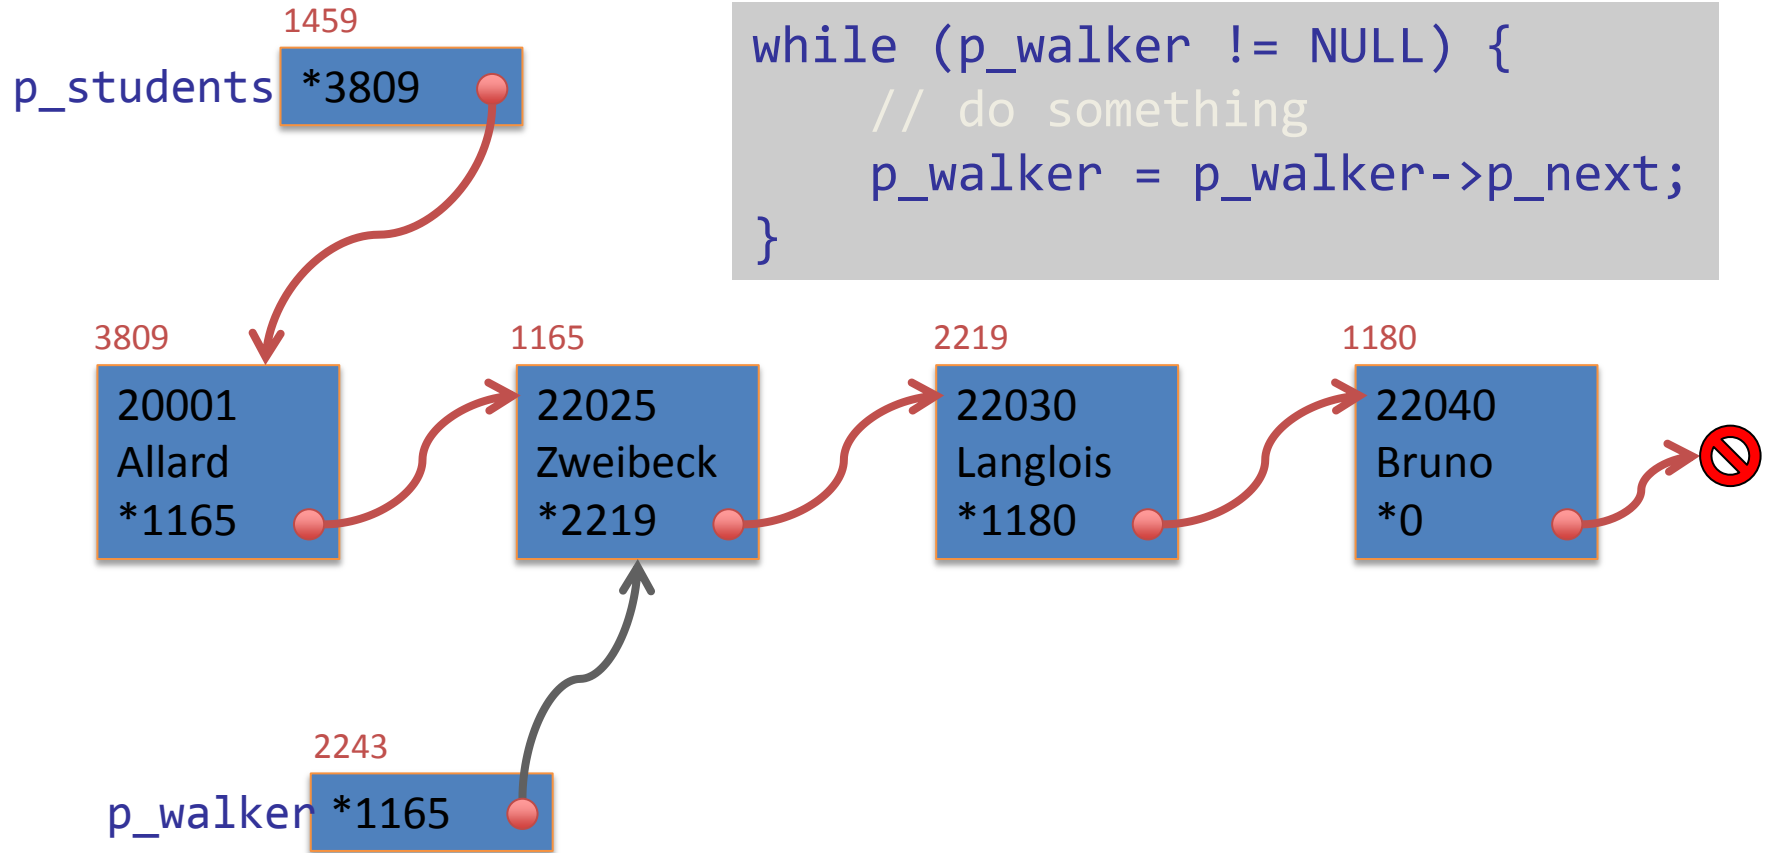 1459
p_students *3809
while (p_walker != NULL) {
// do something
p_walker = p_walker->p_next;
}
3809
20001
Allard
*1165
1165
22025
Zweibeck
*2219
2219
22030
Langlois
*1180
1180
22040
Bruno
*0
2243
p_walker *1165